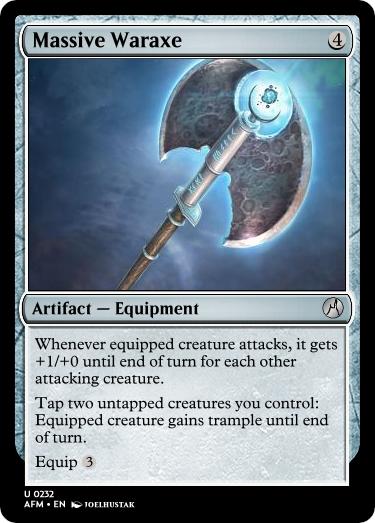 Massive Waraxe 4
Artifact — Equipment
Whenever equipped creature attacks, it gets
+1/+0 until end of turn for each other
attacking creature.
Tap two untapped creatures you control:
Equipped creature gains trample until end
of turn.
Equip 3
U 0232
AFM • EN JOELHUSTAK